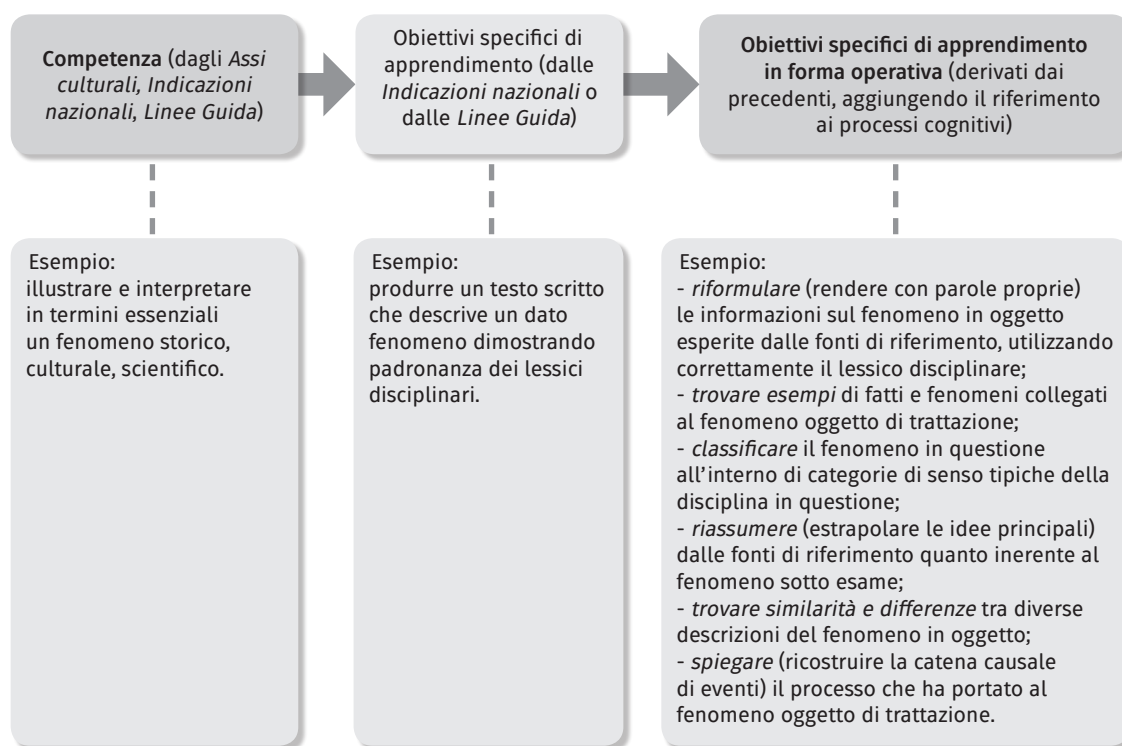 Competenza (dagli Assi
culturali, Indicazioni
nazionali, Linee Guida)
Obiettivi specifici di
apprendimento (dalle
Indicazioni nazionali o
dalle Linee Guida)
Obiettivi specifici di apprendimento
in forma operativa (derivati dai
precedenti, aggiungendo il riferimento
ai processi cognitivi)
Esempio:
illustrare e interpretare
in termini essenziali
un fenomeno storico,
culturale, scientifico.
Esempio:
produrre un testo scritto
che descrive un dato
fenomeno dimostrando
padronanza dei lessici
disciplinari.
Esempio:
- riformulare (rendere con parole proprie)
le informazioni sul fenomeno in oggetto
esperite dalle fonti di riferimento, utilizzando
correttamente il lessico disciplinare;
- trovare esempi di fatti e fenomeni collegati
al fenomeno oggetto di trattazione;
- classificare il fenomeno in questione
all’interno di categorie di senso tipiche della
disciplina in questione;
- riassumere (estrapolare le idee principali)
dalle fonti di riferimento quanto inerente al
fenomeno sotto esame;
- trovare similarità e differenze tra diverse
descrizioni del fenomeno in oggetto;
- spiegare (ricostruire la catena causale
di eventi) il processo che ha portato al
fenomeno oggetto di trattazione.